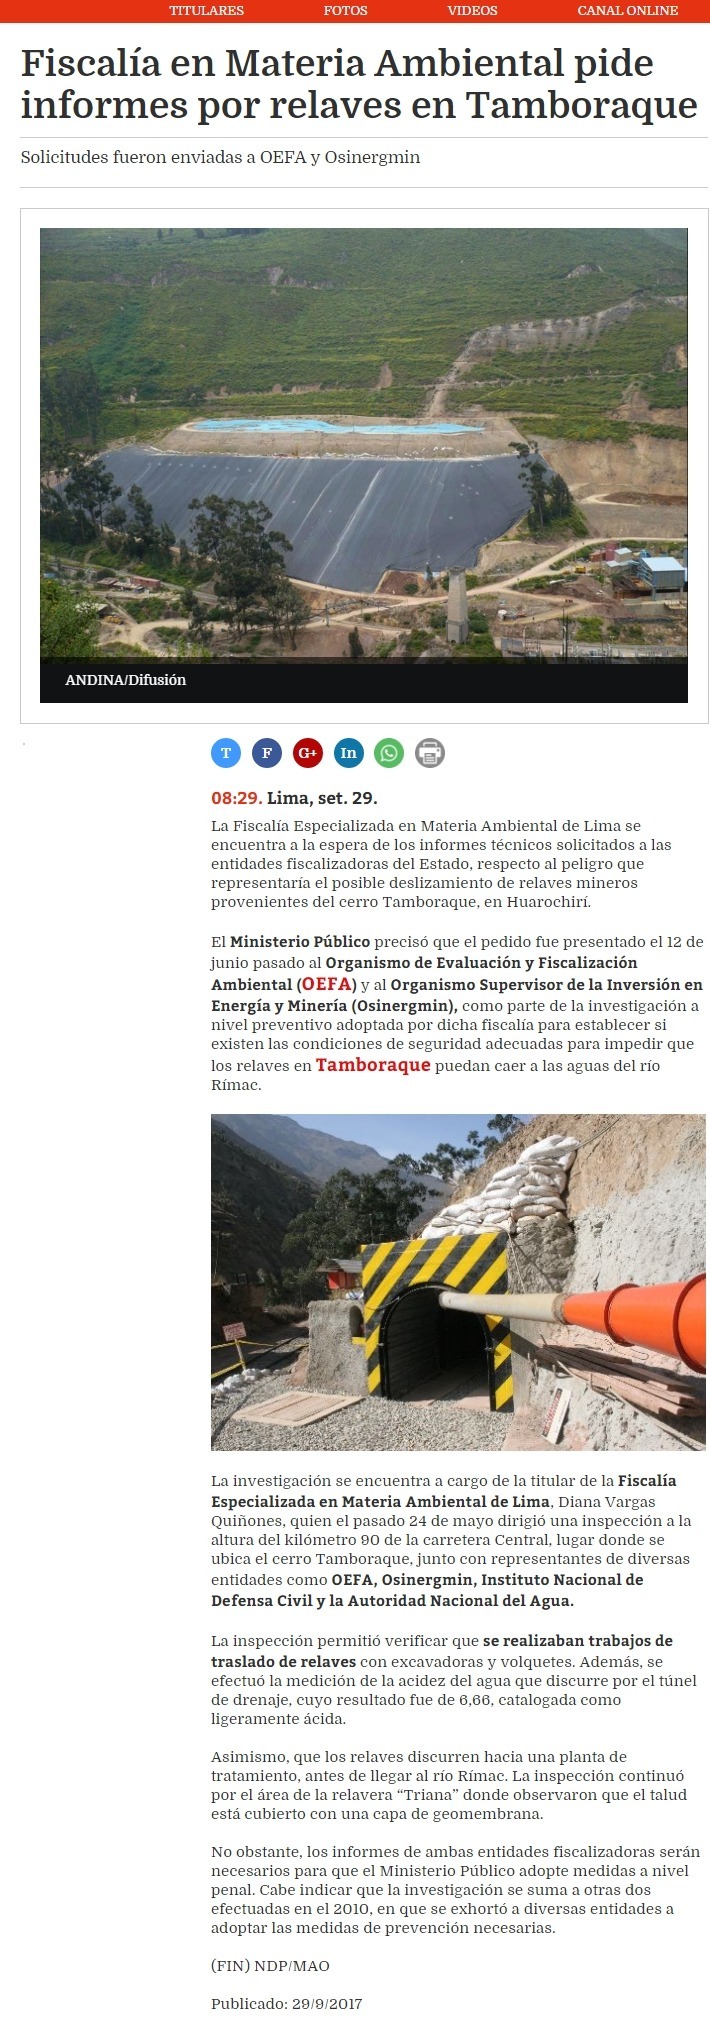 TITULARES FOTOS VIDEOS CANAL ONLINE
Fiscalía en Materia Ambiental pide
informes por relaves en Tamboraque
Solicitudes fueron enviadas a OEFA y Osinergmin
ANDINA/Difusión
T F G+ In
08:29. Lima, set. 29.
La Fiscalía Especializada en Materia Ambiental de Lima se
encuentra a la espera de los informes técnicos solicitados a las
entidades fiscalizadoras del Estado, respecto al peligro que
representaría el posible deslizamiento de relaves mineros
provenientes del cerro Tamboraque, en Huarochirí.
El Ministerio Público precisó que el pedido fue presentado el 12 de
junio pasado al Organismo de Evaluación y Fiscalización
Ambiental (OEFA) y al Organismo Supervisor de la Inversión en
Energía y Minería (Osinergmin), como parte de la investigación a
nivel preventivo adoptada por dicha fiscalía para establecer si
existen las condiciones de seguridad adecuadas para impedir que
los relaves en Tamboraque puedan caer a las aguas del río
Rímac.
La investigación se encuentra a cargo de la titular de la Fiscalía
Especializada en Materia Ambiental de Lima, Diana Vargas
Quiñones, quien el pasado 24 de mayo dirigió una inspección a la
altura del kilómetro 90 de la carretera Central, lugar donde se
ubica el cerro Tamboraque, junto con representantes de diversas
entidades como OEFA, Osinergmin, Instituto Nacional de
Defensa Civil y la Autoridad Nacional del Agua.
La inspección permitió verificar que se realizaban trabajos de
traslado de relaves con excavadoras y volquetes. Además, se
efectuó la medición de la acidez del agua que discurre por el túnel
de drenaje, cuyo resultado fue de 6,66, catalogada como
ligeramente ácida.
Asimismo, que los relaves discurren hacia una planta de
tratamiento, antes de llegar al río Rímac. La inspección continuó
por el área de la relavera “Triana” donde observaron que el talud
está cubierto con una capa de geomembrana.
No obstante, los informes de ambas entidades fiscalizadoras serán
necesarios para que el Ministerio Público adopte medidas a nivel
penal. Cabe indicar que la investigación se suma a otras dos
efectuadas en el 2010, en que se exhortó a diversas entidades a
adoptar las medidas de prevención necesarias.
(FIN) NDP/MAO
Publicado: 29/9/2017